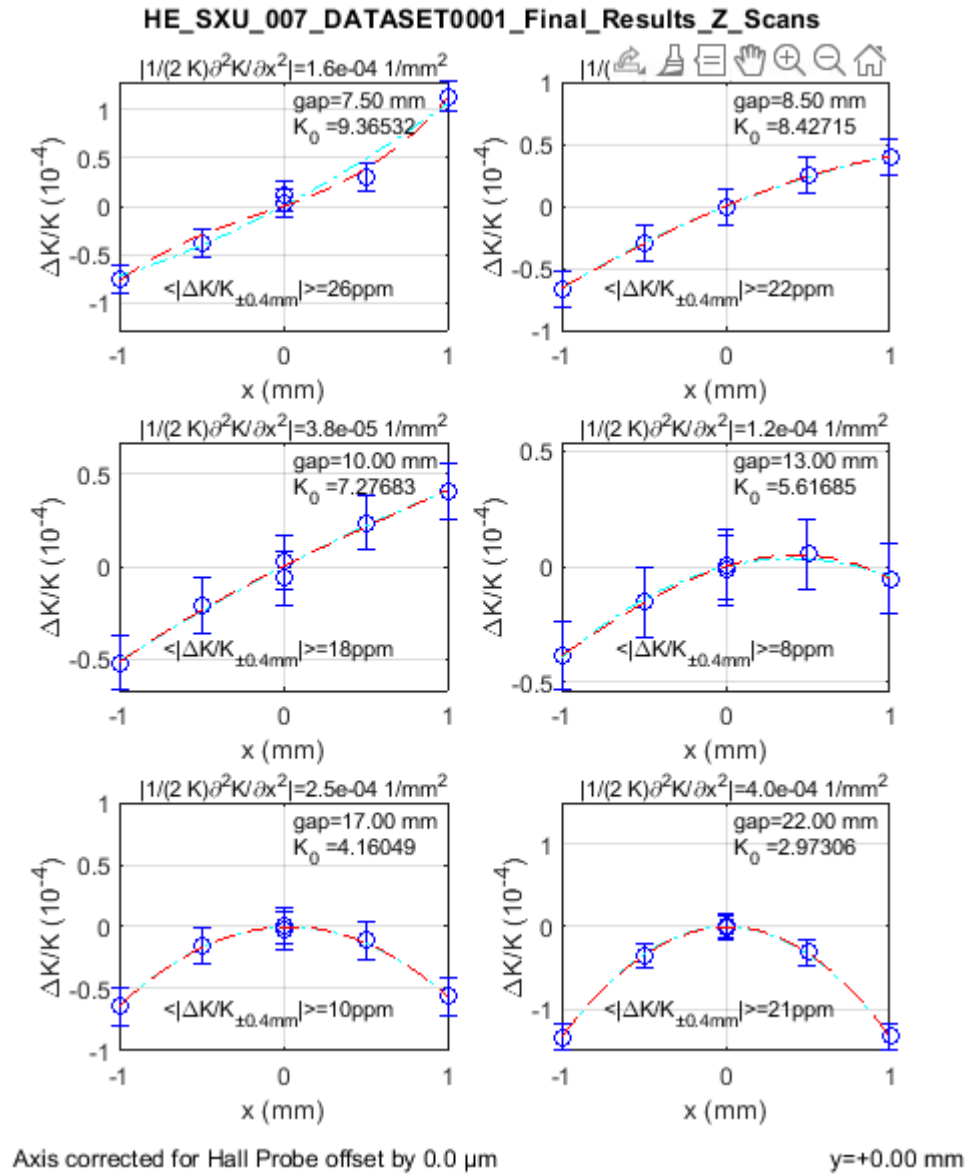 HE_SXU_007_DATASET0001_Final_Results_Z_Scans
|1/(2 K)∂²K/∂x²|=1.6e-04 1/mm²
gap=7.50 mm
K₀ =9.36532
ΔK/K (10⁻⁴)
1
0.5
0
-0.5
-1
<|ΔK/K±0.4mm|>=26ppm
-1 0 1
x (mm)
|1/(
gap=8.50 mm
K₀ =8.42715
ΔK/K (10⁻⁴)
1
0.5
0
-0.5
-1
<|ΔK/K±0.4mm|>=22ppm
-1 0 1
x (mm)
|1/(2 K)∂²K/∂x²|=3.8e-05 1/mm²
gap=10.00 mm
K₀ =7.27683
ΔK/K (10⁻⁴)
0.5
0
-0.5
<|ΔK/K±0.4mm|>=18ppm
-1 0 1
x (mm)
|1/(2 K)∂²K/∂x²|=1.2e-04 1/mm²
gap=13.00 mm
K₀ =5.61685
ΔK/K (10⁻⁴)
0.5
0
-0.5
<|ΔK/K±0.4mm|>=8ppm
-1 0 1
x (mm)
|1/(2 K)∂²K/∂x²|=2.5e-04 1/mm²
gap=17.00 mm
K₀ =4.16049
ΔK/K (10⁻⁴)
1
0.5
0
-0.5
-1
<|ΔK/K±0.4mm|>=10ppm
-1 0 1
x (mm)
|1/(2 K)∂²K/∂x²|=4.0e-04 1/mm²
gap=22.00 mm
K₀ =2.97306
ΔK/K (10⁻⁴)
1
0
-1
<|ΔK/K±0.4mm|>=21ppm
-1 0 1
x (mm)
Axis corrected for Hall Probe offset by 0.0 μm
y=+0.00 mm